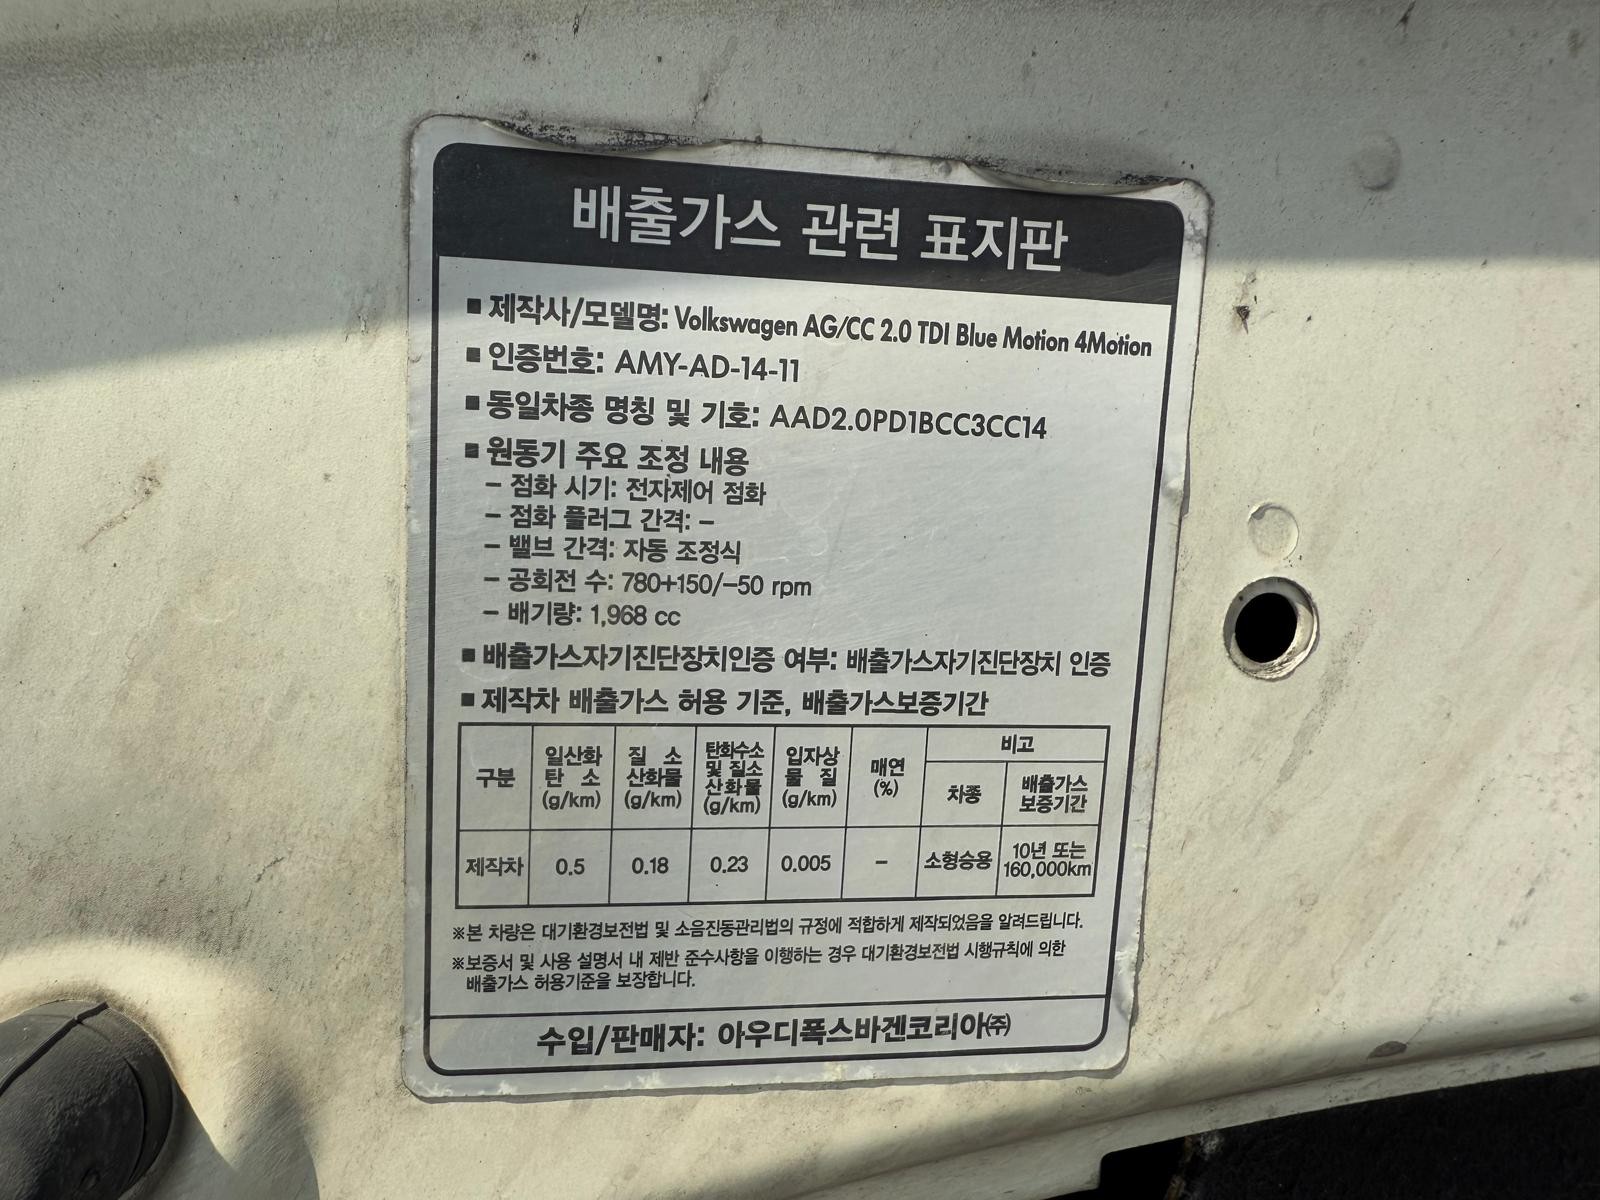 배출가스 관련 표지판
■ 제작사/모델명: Volkswagen AG/CC 2.0 TDI Blue Motion 4Motion
■ 인증번호: AMY-AD-14-11
■ 동일차종 명칭 및 기호: AAD2.0PD1BCC3CC14
■ 원동기 주요 조정 내용
– 점화 시기: 전자제어 점화
– 점화 플러그 간격: –
– 밸브 간격: 자동 조정식
– 공회전 수: 780+150/–50 rpm
– 배기량: 1,968 cc
■ 배출가스자기진단장치인증 여부: 배출가스자기진단장치 인증
■ 제작차 배출가스 허용 기준, 배출가스보증기간
구분 일산화 탄 소 (g/km) 질 소 산화물 (g/km) 탄화수소 및 질소 산화물 (g/km) 입자상 물 질 (g/km) 매연 (%) 비고
차종 배출가스 보증기간
제작차 0.5 0.18 0.23 0.005 – 소형승용 10년 또는 160,000km
※본 차량은 대기환경보전법 및 소음진동관리법의 규정에 적합하게 제작되었음을 알려드립니다.
※보증서 및 사용 설명서 내 제반 준수사항을 이행하는 경우 대기환경보전법 시행규칙에 의한
배출가스 허용기준을 보장합니다.
수입/판매자: 아우디폭스바겐코리아㈜